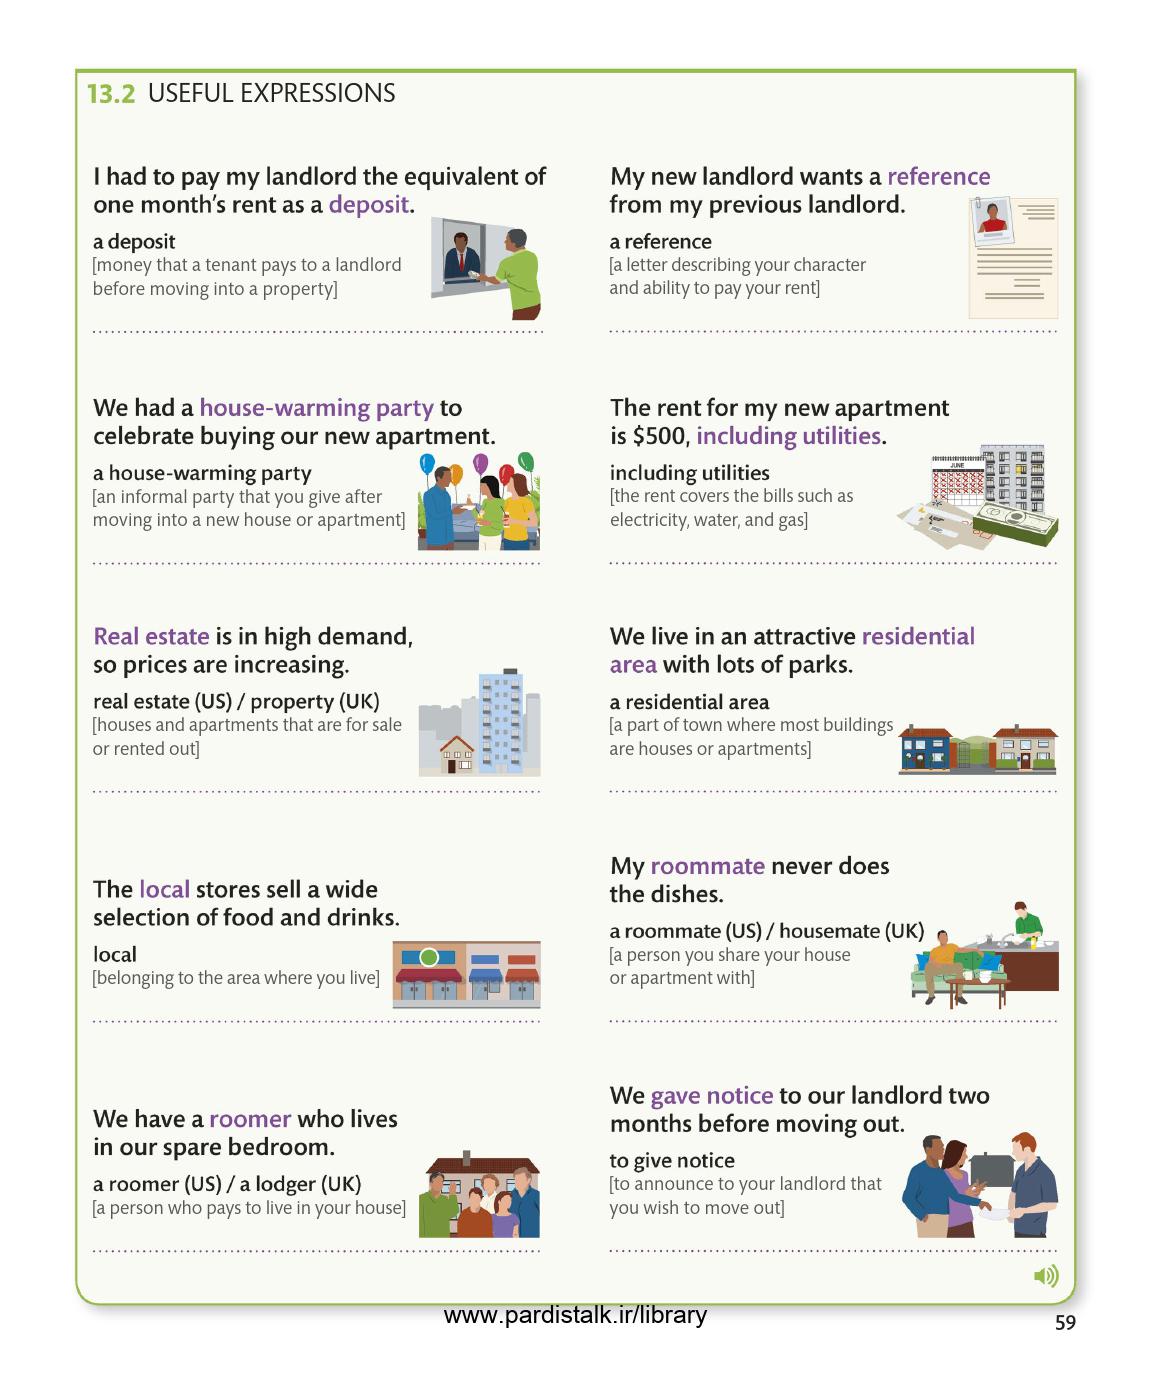 13.2 USEFUL EXPRESSIONS
I had to pay my landlord the equivalent of
one month’s rent as a deposit.
a deposit
[money that a tenant pays to a landlord
before moving into a property]
My new landlord wants a reference
from my previous landlord.
a reference
[a letter describing your character
and ability to pay your rent]
We had a house-warming party to
celebrate buying our new apartment.
a house-warming party
[an informal party that you give after
moving into a new house or apartment]
The rent for my new apartment
is $500, including utilities.
including utilities
[the rent covers the bills such as
electricity, water, and gas]
JUNE
Real estate is in high demand,
so prices are increasing.
real estate (US) / property (UK)
[houses and apartments that are for sale
or rented out]
We live in an attractive residential
area with lots of parks.
a residential area
[a part of town where most buildings
are houses or apartments]
The local stores sell a wide
selection of food and drinks.
local
[belonging to the area where you live]
My roommate never does
the dishes.
a roommate (US) / housemate (UK)
[a person you share your house
or apartment with]
We have a roomer who lives
in our spare bedroom.
a roomer (US) / a lodger (UK)
[a person who pays to live in your house]
We gave notice to our landlord two
months before moving out.
to give notice
[to announce to your landlord that
you wish to move out]
www.pardistalk.ir/library
59